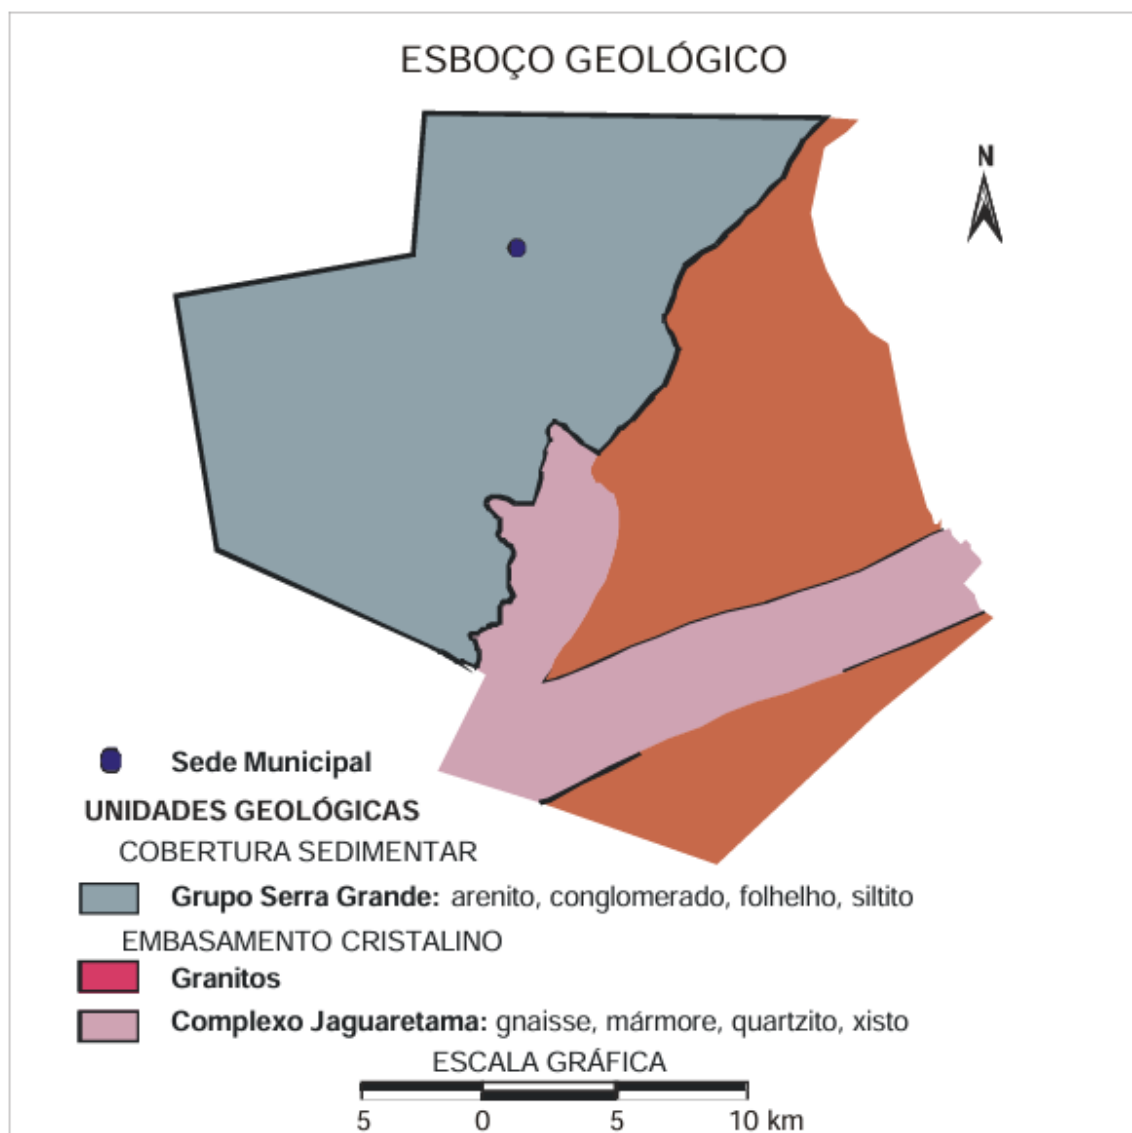 ESBOÇO GEOLÓGICO
N
Sede Municipal
UNIDADES GEOLÓGICAS
COBERTURA SEDIMENTAR
Grupo Serra Grande: arenito, conglomerado, folhelho, siltito
EMBASAMENTO CRISTALINO
Granitos
Complexo Jaguaretama: gnaisse, mármore, quartzito, xisto
ESCALA GRÁFICA
5 0 5 10 km